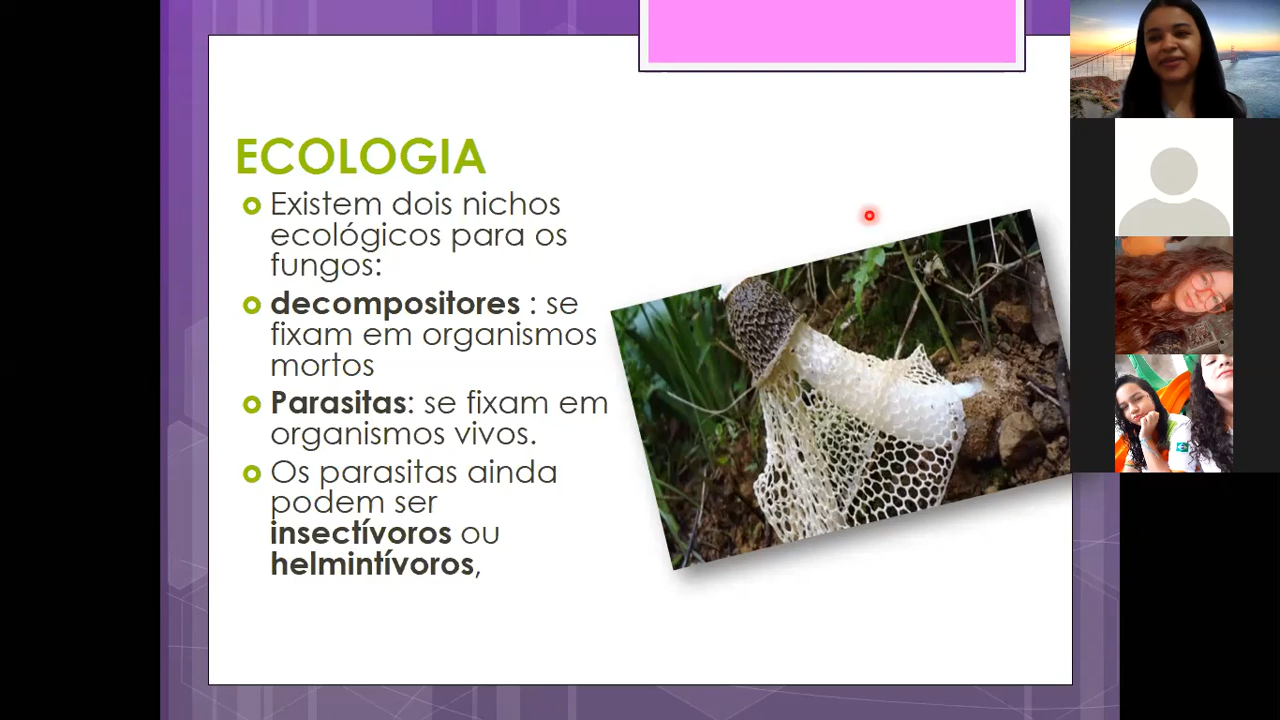 ECOLOGIA
Existem dois nichos
ecológicos para os
fungos:
decompositores : se
fixam em organismos
mortos
Parasitas: se fixam em
organismos vivos.
Os parasitas ainda
podem ser
insectívoros ou
helmintívoros,